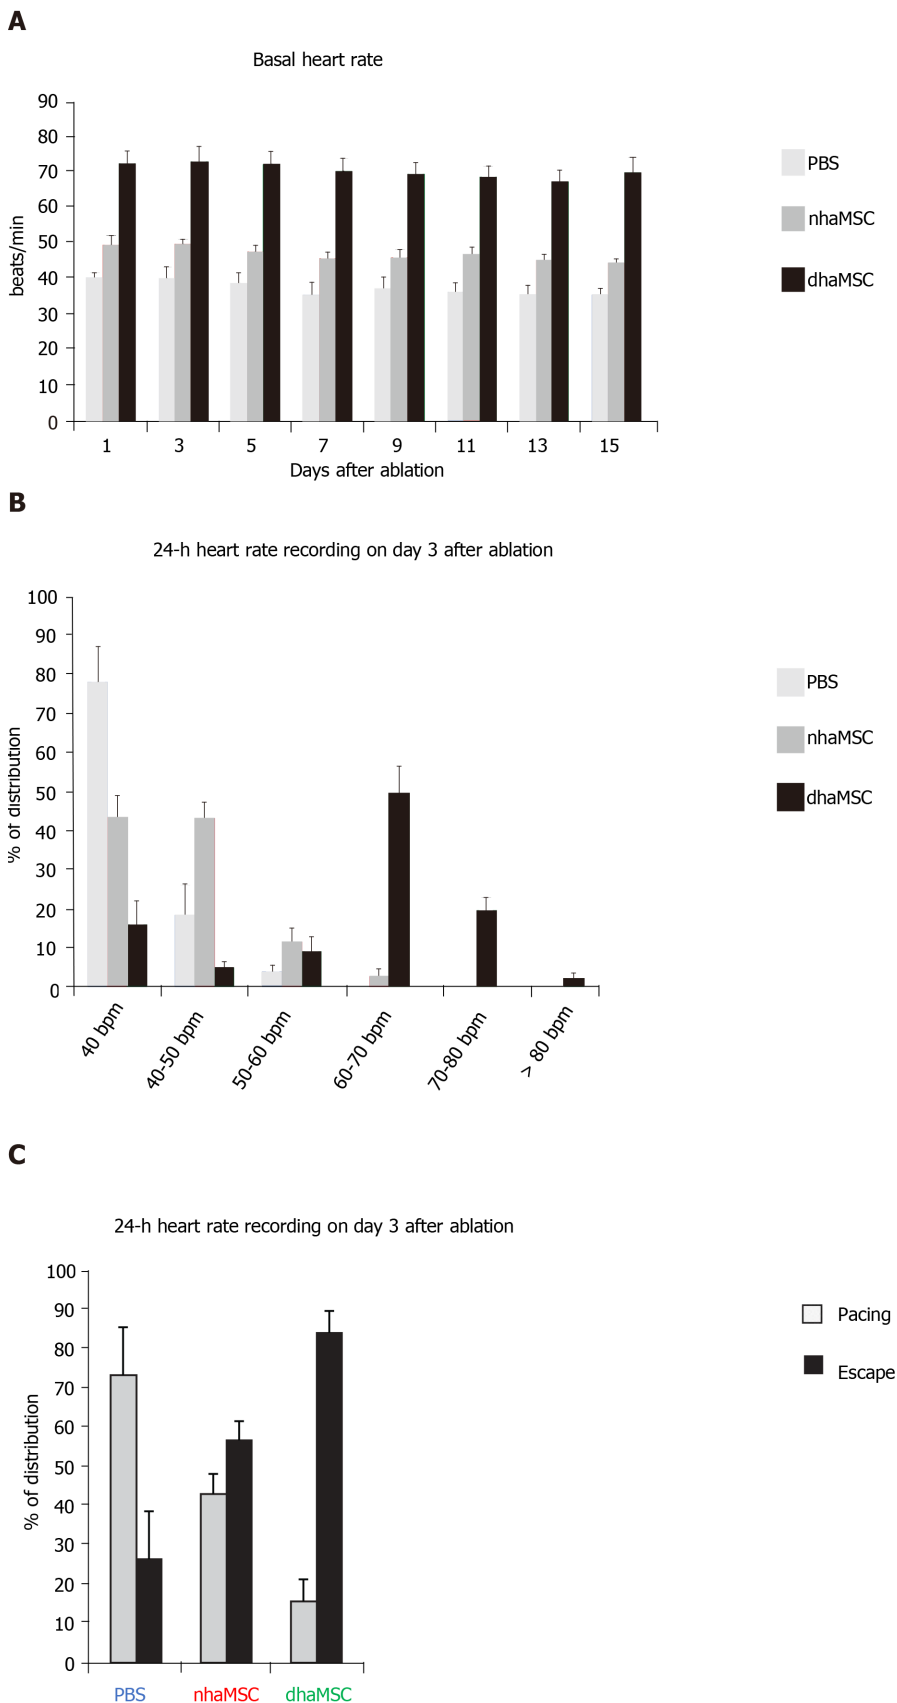 A
Basal heart rate
beats/min
90
80
70
60
50
40
30
20
10
0
1 3 5 7 9 11 13 15
Days after ablation
PBS
nhaMSC
dhaMSC
B
24-h heart rate recording on day 3 after ablation
% of distribution
100
90
80
70
60
50
40
30
20
10
0
40 bpm 40-50 bpm 50-60 bpm 60-70 bpm 70-80 bpm > 80 bpm
PBS
nhaMSC
dhaMSC
C
24-h heart rate recording on day 3 after ablation
% of distribution
100
90
80
70
60
50
40
30
20
10
0
PBS nhaMSC dhaMSC
Pacing
Escape